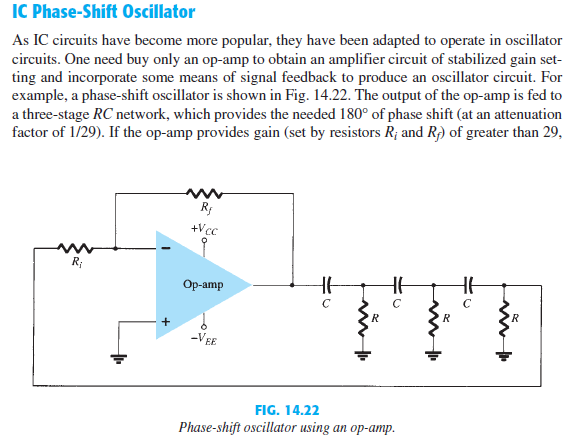 IC Phase-Shift Oscillator
As IC circuits have become more popular, they have been adapted to operate in oscillator
circuits. One need buy only an op-amp to obtain an amplifier circuit of stabilized gain set-
ting and incorporate some means of signal feedback to produce an oscillator circuit. For
example, a phase-shift oscillator is shown in Fig. 14.22. The output of the op-amp is fed to
a three-stage RC network, which provides the needed 180° of phase shift (at an attenuation
factor of 1/29). If the op-amp provides gain (set by resistors Ri and Rf) of greater than 29,
Rf
+VCC
−
Ri
Op-amp
C
C
C
+
R
R
R
−VEE
FIG. 14.22
Phase-shift oscillator using an op-amp.